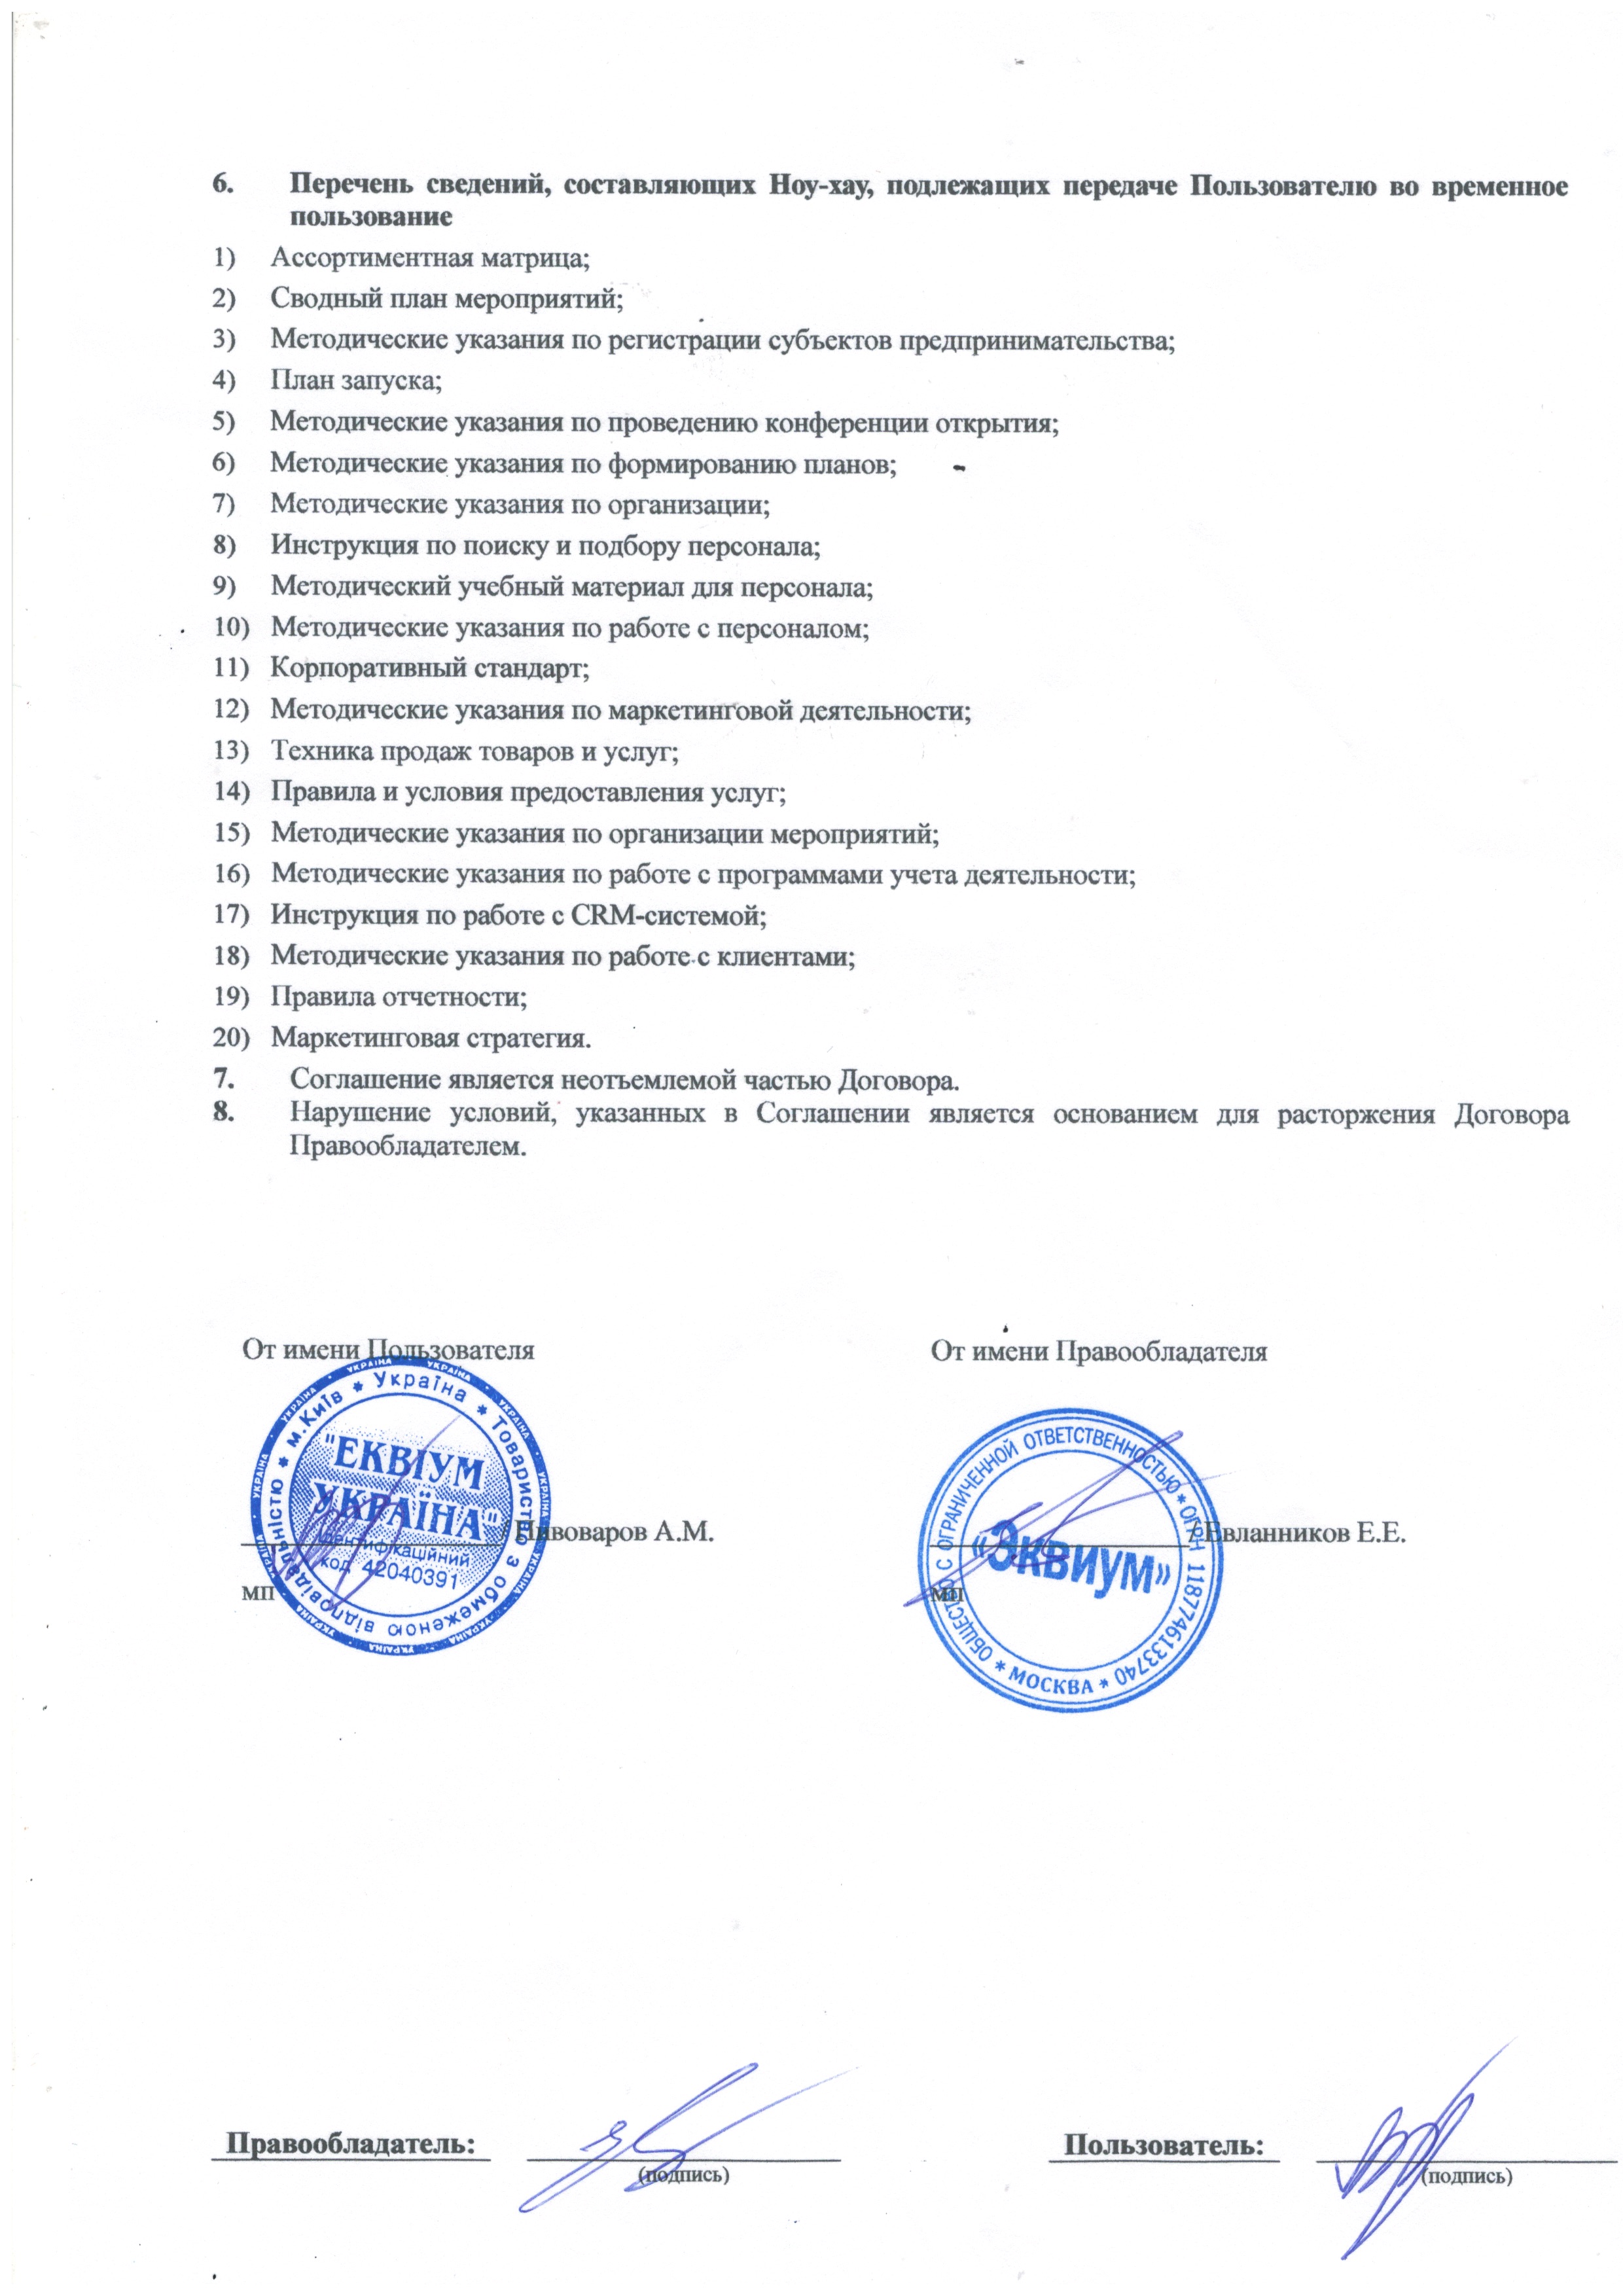 6. Перечень сведений, составляющих Ноу-хау, подлежащих передаче Пользователю во временное
пользование
1) Ассортиментная матрица;
2) Сводный план мероприятий;
3) Методические указания по регистрации субъектов предпринимательства;
4) План запуска;
5) Методические указания по проведению конференции открытия;
6) Методические указания по формированию планов;
7) Методические указания по организации;
8) Инструкция по поиску и подбору персонала;
9) Методический учебный материал для персонала;
10) Методические указания по работе с персоналом;
11) Корпоративный стандарт;
12) Методические указания по маркетинговой деятельности;
13) Техника продаж товаров и услуг;
14) Правила и условия предоставления услуг;
15) Методические указания по организации мероприятий;
16) Методические указания по работе с программами учета деятельности;
17) Инструкция по работе с CRM-системой;
18) Методические указания по работе с клиентами;
19) Правила отчетности;
20) Маркетинговая стратегия.
7. Соглашение является неотъемлемой частью Договора.
8. Нарушение условий, указанных в Соглашении является основанием для расторжения Договора
Правообладателем.
От имени Пользователя
От имени Правообладателя
УКРАЇНА · УКРАЇНА · УКРАЇНА · УКРАЇНА · УКРАЇНА · УКРАЇНА
* м.Київ * Україна * Товариство з обмеженою відповідальністю
"ЕКВІУМ
УКРАЇНА"
ідентифікаційний
код 42040391
/ Пивоваров А.М.
МП
ОБЩЕСТВО С ОГРАНИЧЕННОЙ ОТВЕТСТВЕННОСТЬЮ * ОГРН 1187746133740 * МОСКВА *
«Эквиум»
/ Евланников Е.Е.
МП
Правообладатель:
(подпись)
Пользователь:
(подпись)